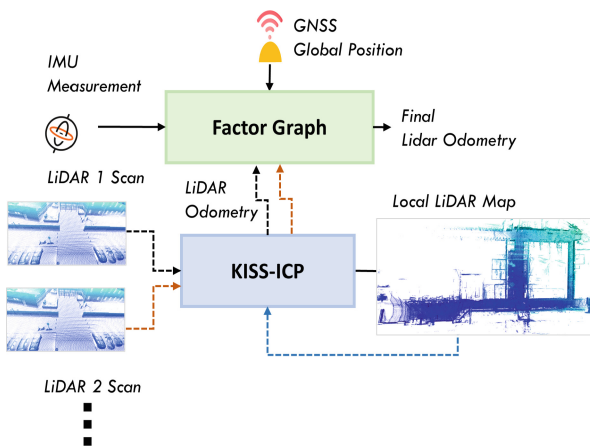 GNSS
Global Position
IMU
Measurement
Factor Graph
Final
Lidar Odometry
LiDAR 1 Scan
LiDAR
Odometry
Local LiDAR Map
KISS-ICP
LiDAR 2 Scan